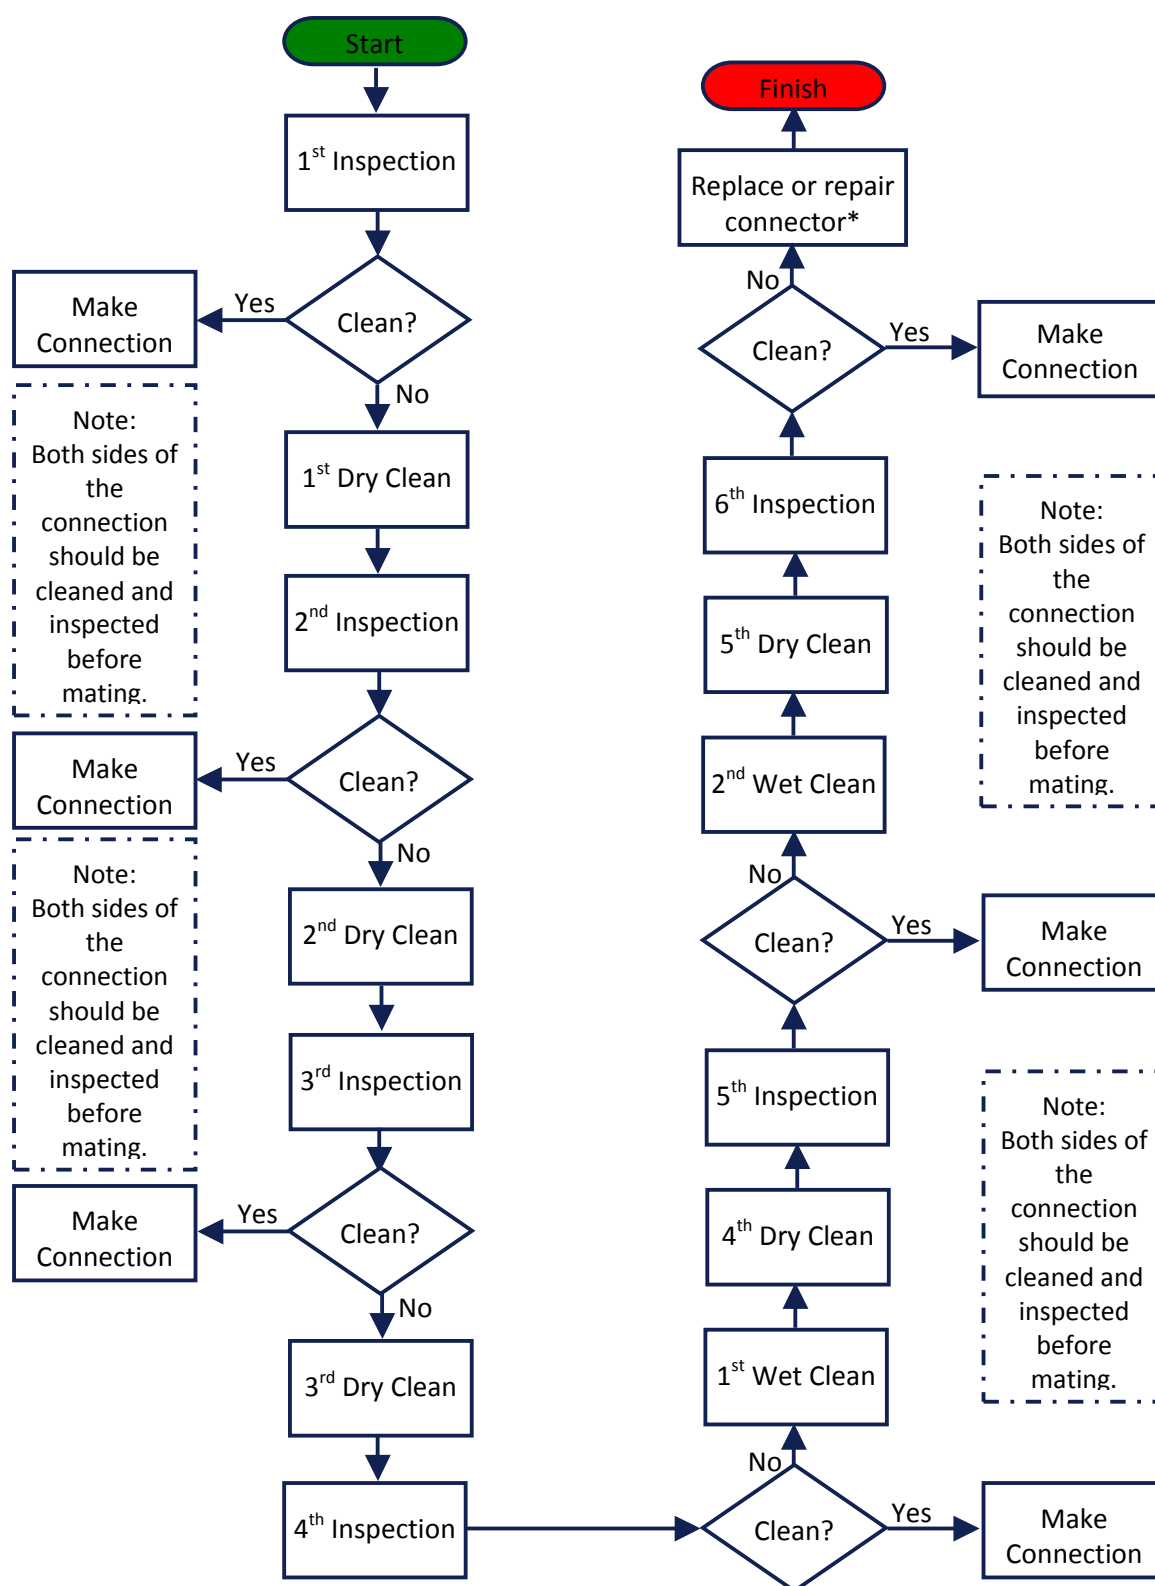 Start
1st Inspection
Clean?
Yes
Make
Connection
No
Note:
Both sides of
the
connection
should be
cleaned and
inspected
before
mating.
1st Dry Clean
2nd Inspection
Clean?
Yes
Make
Connection
No
Note:
Both sides of
the
connection
should be
cleaned and
inspected
before
mating.
2nd Dry Clean
3rd Inspection
Clean?
Yes
Make
Connection
No
3rd Dry Clean
4th Inspection
Clean?
Yes
Make
Connection
No
1st Wet Clean
Note:
Both sides of
the
connection
should be
cleaned and
inspected
before
mating.
4th Dry Clean
5th Inspection
Clean?
Yes
Make
Connection
No
2nd Wet Clean
Note:
Both sides of
the
connection
should be
cleaned and
inspected
before
mating.
5th Dry Clean
6th Inspection
Clean?
Yes
Make
Connection
No
Replace or repair
connector*
Finish